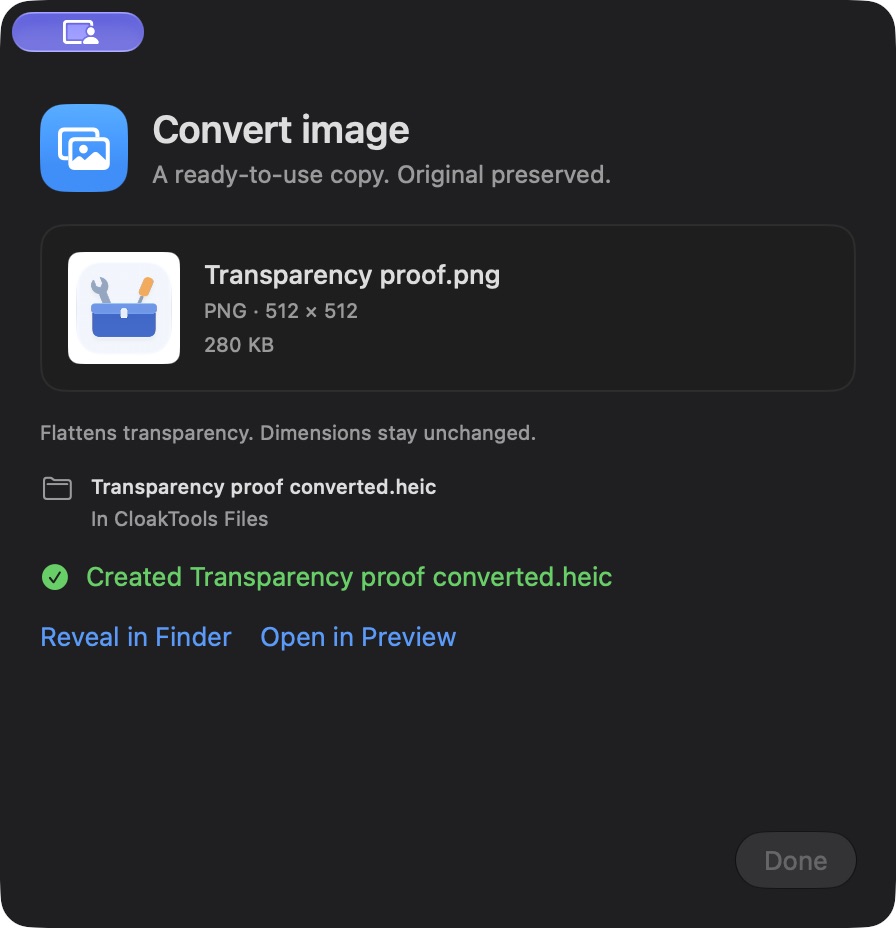 Convert image
A ready-to-use copy. Original preserved.
Transparency proof.png
PNG · 512 × 512
280 KB
Flattens transparency. Dimensions stay unchanged.
Transparency proof converted.heic
In CloakTools Files
Created Transparency proof converted.heic
Reveal in Finder Open in Preview
Done